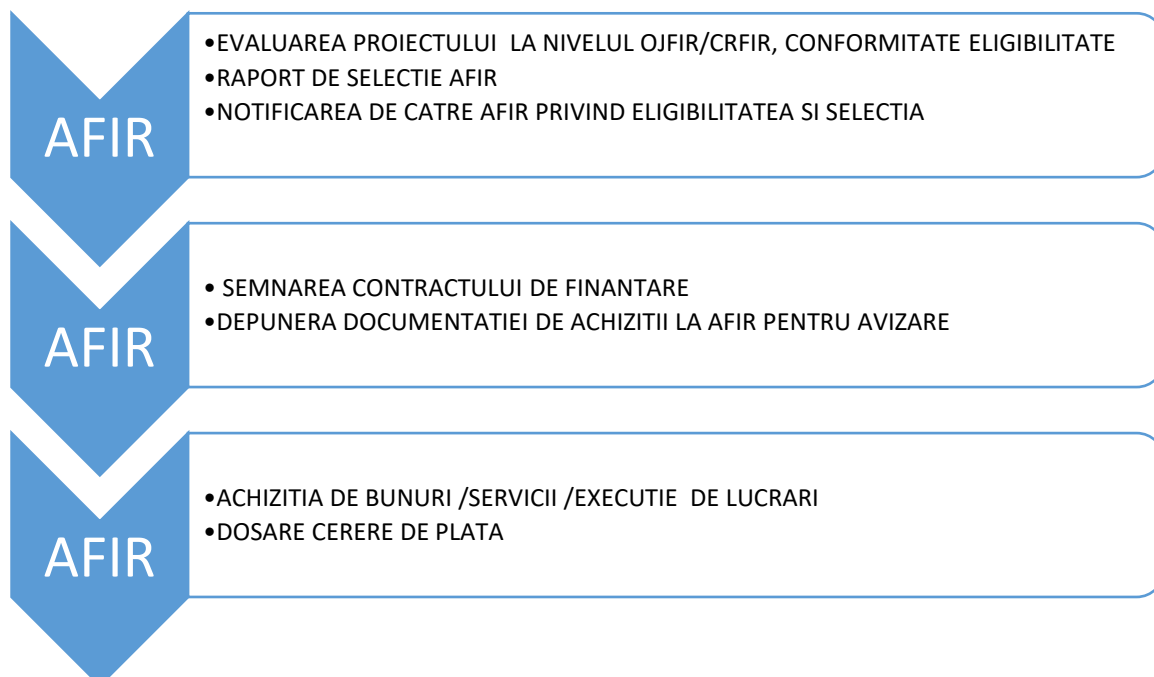 AFIR
•EVALUAREA PROIECTULUI LA NIVELUL OJFIR/CRFIR, CONFORMITATE ELIGIBILITATE
•RAPORT DE SELECTIE AFIR
•NOTIFICAREA DE CATRE AFIR PRIVIND ELIGIBILITATEA SI SELECTIA
AFIR
• SEMNAREA CONTRACTULUI DE FINANTARE
•DEPUNERA DOCUMENTATIEI DE ACHIZITII LA AFIR PENTRU AVIZARE
AFIR
•ACHIZITIA DE BUNURI /SERVICII /EXECUTIE DE LUCRARI
•DOSARE CERERE DE PLATA